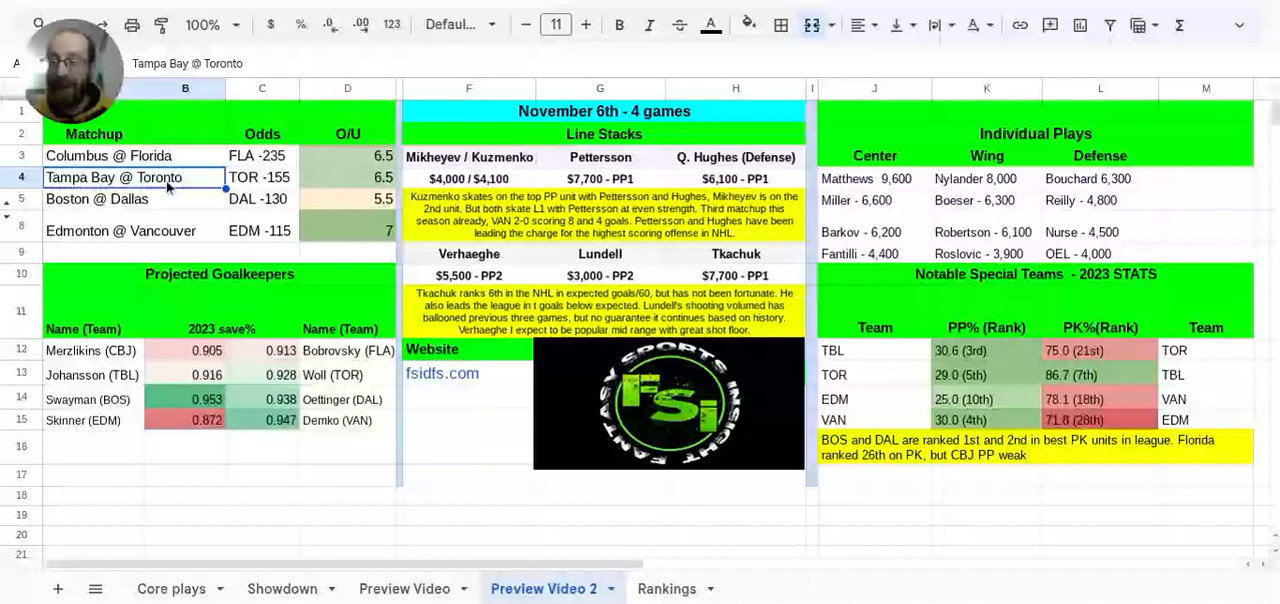 100%
$ % .0 .00 123
Defaul...
11
B I A
Σ
A
Tampa Bay @ Toronto
B C D F G H I J K L M
1 November 6th - 4 games
2 Matchup Odds O/U Line Stacks Individual Plays
Center Wing Defense
3 Columbus @ Florida FLA -235 6.5
4 Tampa Bay @ Toronto TOR -155 6.5
5 Boston @ Dallas DAL -130 5.5
8 Edmonton @ Vancouver EDM -115 7
9
Mikheyev / Kuzmenko Pettersson Q. Hughes (Defense)
$4,000 / $4,100 $7,700 - PP1 $6,100 - PP1
Kuzmenko skates on the top PP unit with Pettersson and Hughes, Mikheyev is on the
2nd unit. But both skate L1 with Pettersson at even strength. Third matchup this
season already, VAN 2-0 scoring 8 and 4 goals. Pettersson and Hughes have been
leading the charge for the highest scoring offense in NHL.
Verhaeghe Lundell Tkachuk
$5,500 - PP2 $3,000 - PP2 $7,700 - PP1
Tkachuk ranks 6th in the NHL in expected goals/60, but has not been fortunate. He
also leads the league in t goals below expected. Lundell's shooting volumed has
ballooned previous three games, but no guarantee it continues based on history.
Verhaeghe I expect to be popular mid range with great shot floor.
Matthews 9,600 Nylander 8,000 Bouchard 6,300
Miller - 6,600 Boeser - 6,300 Reilly - 4,800
Barkov - 6,200 Robertson - 6,100 Nurse - 4,500
Fantilli - 4,400 Roslovic - 3,900 OEL - 4,000
10 Projected Goalkeepers
11 Name (Team) 2023 save% Name (Team)
12 Merzlikins (CBJ) 0.905 0.913 Bobrovsky (FLA)
13 Johansson (TBL) 0.916 0.928 Woll (TOR)
14 Swayman (BOS) 0.953 0.938 Oettinger (DAL)
15 Skinner (EDM) 0.872 0.947 Demko (VAN)
16
17
18
19
20
21
Website
fsidfs.com
FANTASY SPORTS INSIGHT
FSi
Notable Special Teams - 2023 STATS
Team PP% (Rank) PK%(Rank) Team
TBL 30.6 (3rd) 75.0 (21st) TOR
TOR 29.0 (5th) 86.7 (7th) TBL
EDM 25.0 (10th) 78.1 (18th) VAN
VAN 30.0 (4th) 71.8 (28th) EDM
BOS and DAL are ranked 1st and 2nd in best PK units in league. Florida
ranked 26th on PK, but CBJ PP weak
Core plays Showdown Preview Video Preview Video 2 Rankings